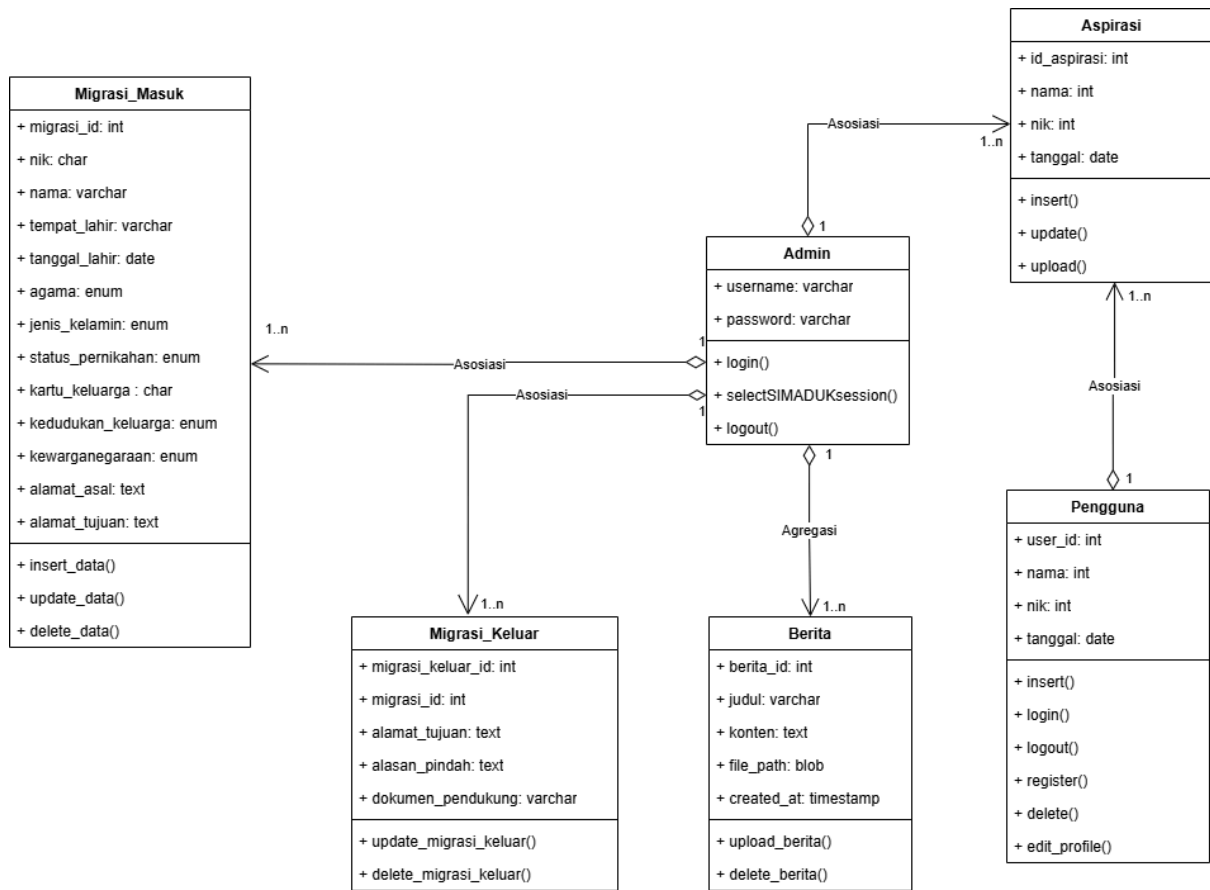 Migrasi_Masuk
+ migrasi_id: int
+ nik: char
+ nama: varchar
+ tempat_lahir: varchar
+ tanggal_lahir: date
+ agama: enum
+ jenis_kelamin: enum
+ status_pernikahan: enum
+ kartu_keluarga : char
+ kedudukan_keluarga: enum
+ kewarganegaraan: enum
+ alamat_asal: text
+ alamat_tujuan: text
+ insert_data()
+ update_data()
+ delete_data()
1..n
Asosiasi
1
Asosiasi
1
1..n
Migrasi_Keluar
+ migrasi_keluar_id: int
+ migrasi_id: int
+ alamat_tujuan: text
+ alasan_pindah: text
+ dokumen_pendukung: varchar
+ update_migrasi_keluar()
+ delete_migrasi_keluar()
Asosiasi
1..n
1
Admin
+ username: varchar
+ password: varchar
+ login()
+ selectSIMADUKsession()
+ logout()
1
Agregasi
1..n
Berita
+ berita_id: int
+ judul: varchar
+ konten: text
+ file_path: blob
+ created_at: timestamp
+ upload_berita()
+ delete_berita()
Aspirasi
+ id_aspirasi: int
+ nama: int
+ nik: int
+ tanggal: date
+ insert()
+ update()
+ upload()
1..n
Asosiasi
1
Pengguna
+ user_id: int
+ nama: int
+ nik: int
+ tanggal: date
+ insert()
+ login()
+ logout()
+ register()
+ delete()
+ edit_profile()